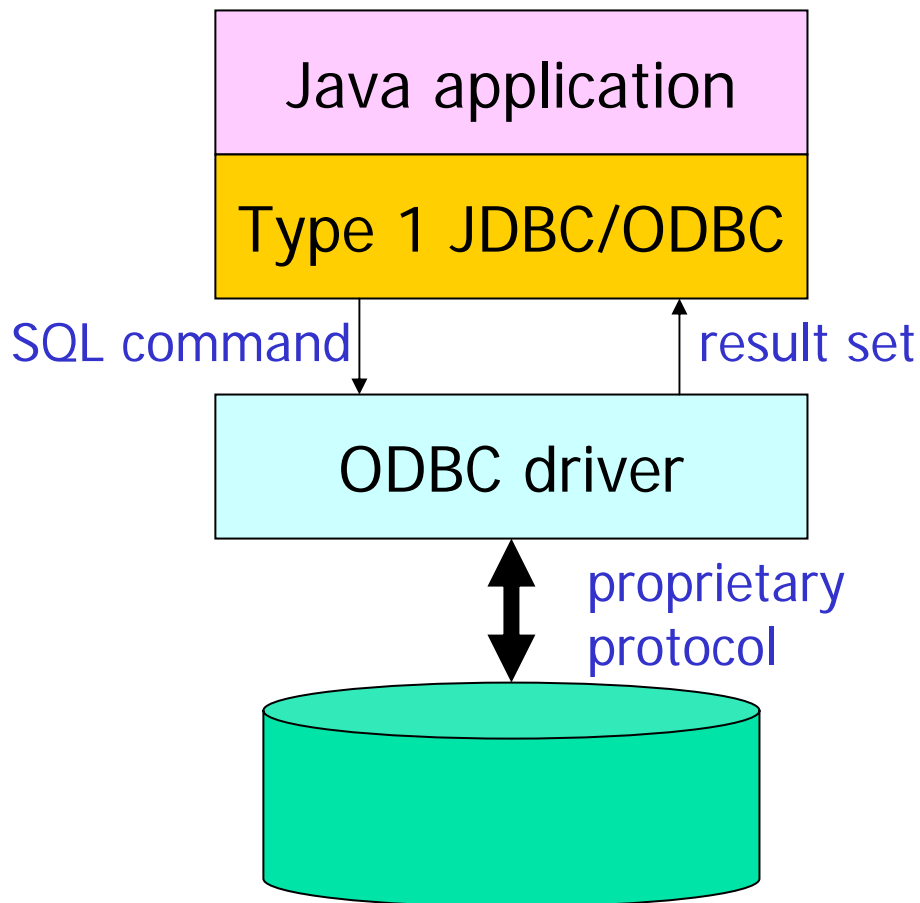 Java application
Type 1 JDBC/ODBC
SQL command
result set
ODBC driver
proprietary
protocol